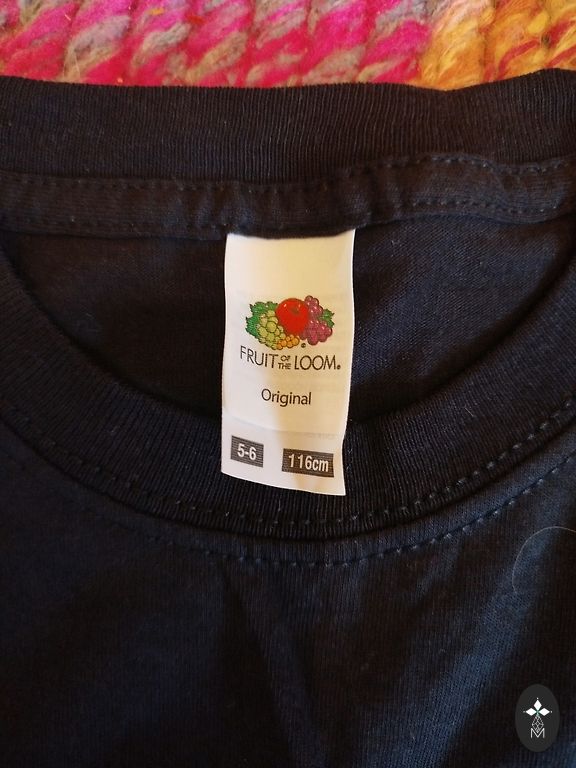 FRUIT OF THE LOOM®
Original
5-6 116cm
M